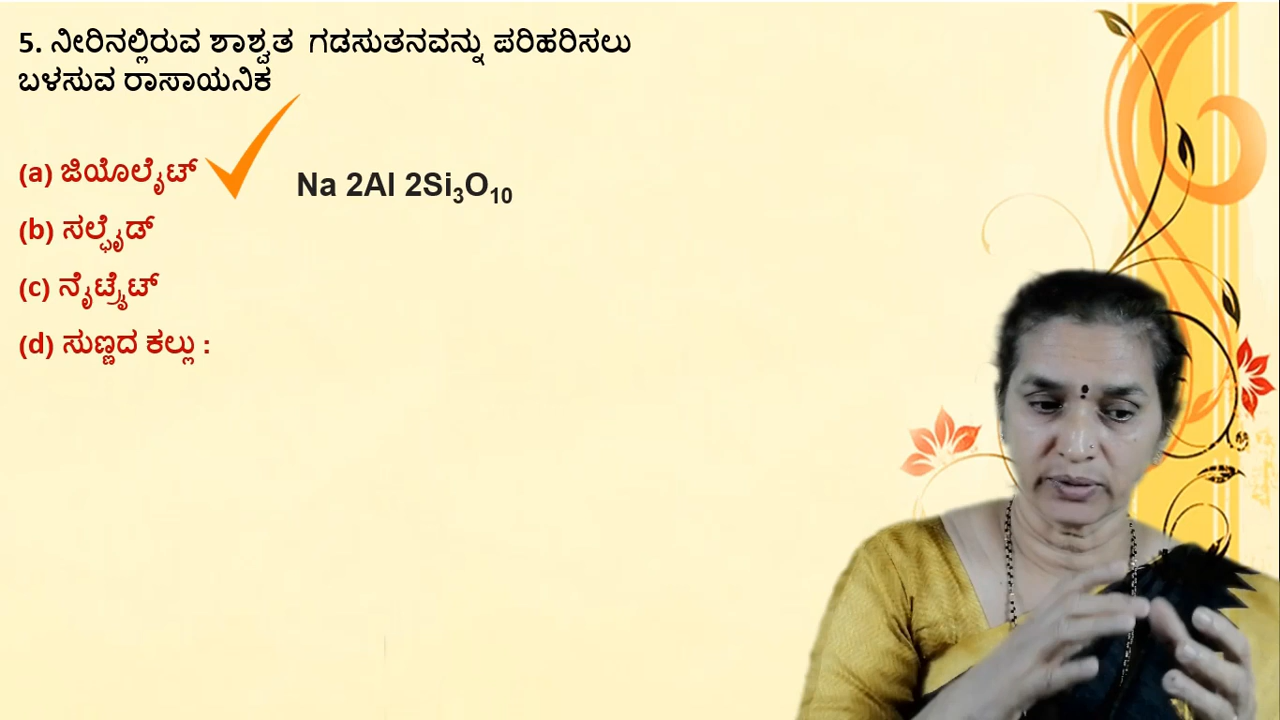 5. ನೀರಿನಲ್ಲಿರುವ ಶಾಶ್ವತ ಗಡಸುತನವನ್ನು ಪರಿಹರಿಸಲು
ಬಳಸುವ ರಾಸಾಯನಿಕ
(a) ಜಿಯೊಲೈಟ್
Na 2Al 2Si₃O₁₀
(b) ಸಲ್ಫೈಡ್
(c) ನೈಟ್ರೈಟ್
(d) ಸುಣ್ಣದ ಕಲ್ಲು :